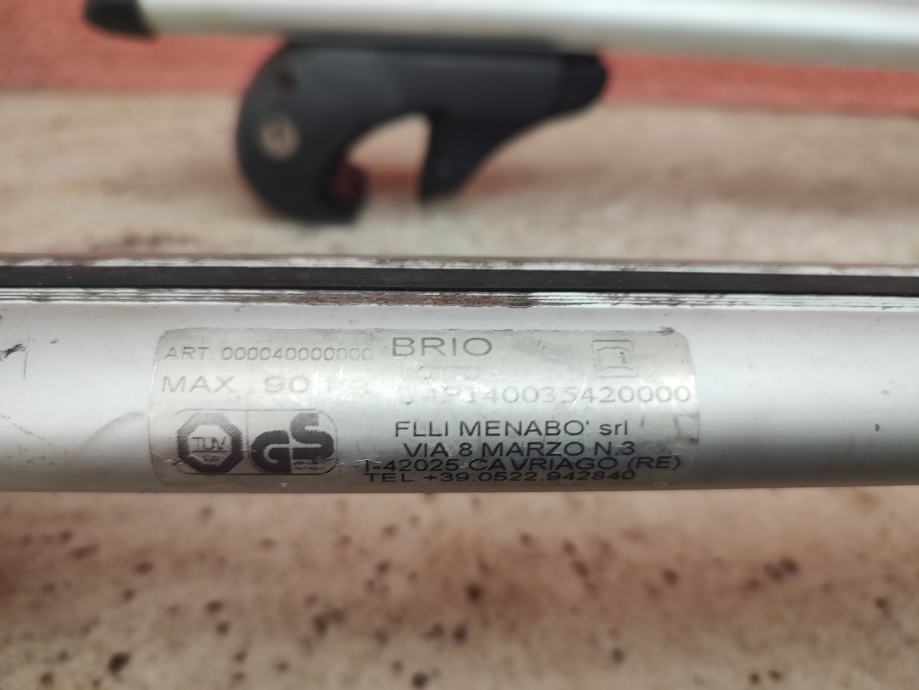 ART. 000040000000 BRIO
MAX. 90
140035420000
TÜV
GS
FLLI MENABO' srl
VIA 8 MARZO N.3
I-42025 CAVRIAGO (RE)
TEL +39.0522.942840